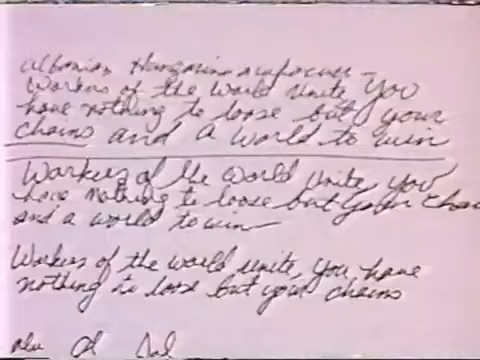 Albanian Hungarian
Workers of the World Unite You
have nothing to loose but your
chains and a World to win
Workers of the World Unite, you
have nothing to loose but your
and a world to win
Workers of the world unite, you have
nothing to loose but your chains